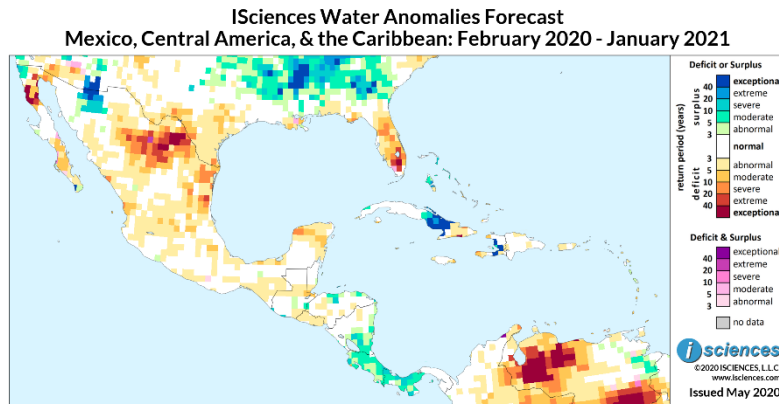 ISciences Water Anomalies Forecast
Mexico, Central America, & the Caribbean: February 2020 - January 2021
Deficit or Surplus
exceptional
40
extreme
20
severe
10
moderate
5
abnormal
3
normal
3
abnormal
5
moderate
10
severe
20
extreme
40
exceptional
return period (years)
surplus
deficit
Deficit & Surplus
exceptional
40
extreme
20
severe
10
moderate
5
abnormal
3
no data
isciences
©2020 ISCIENCES, L.L.C.
www.isciences.com
Issued May 2020